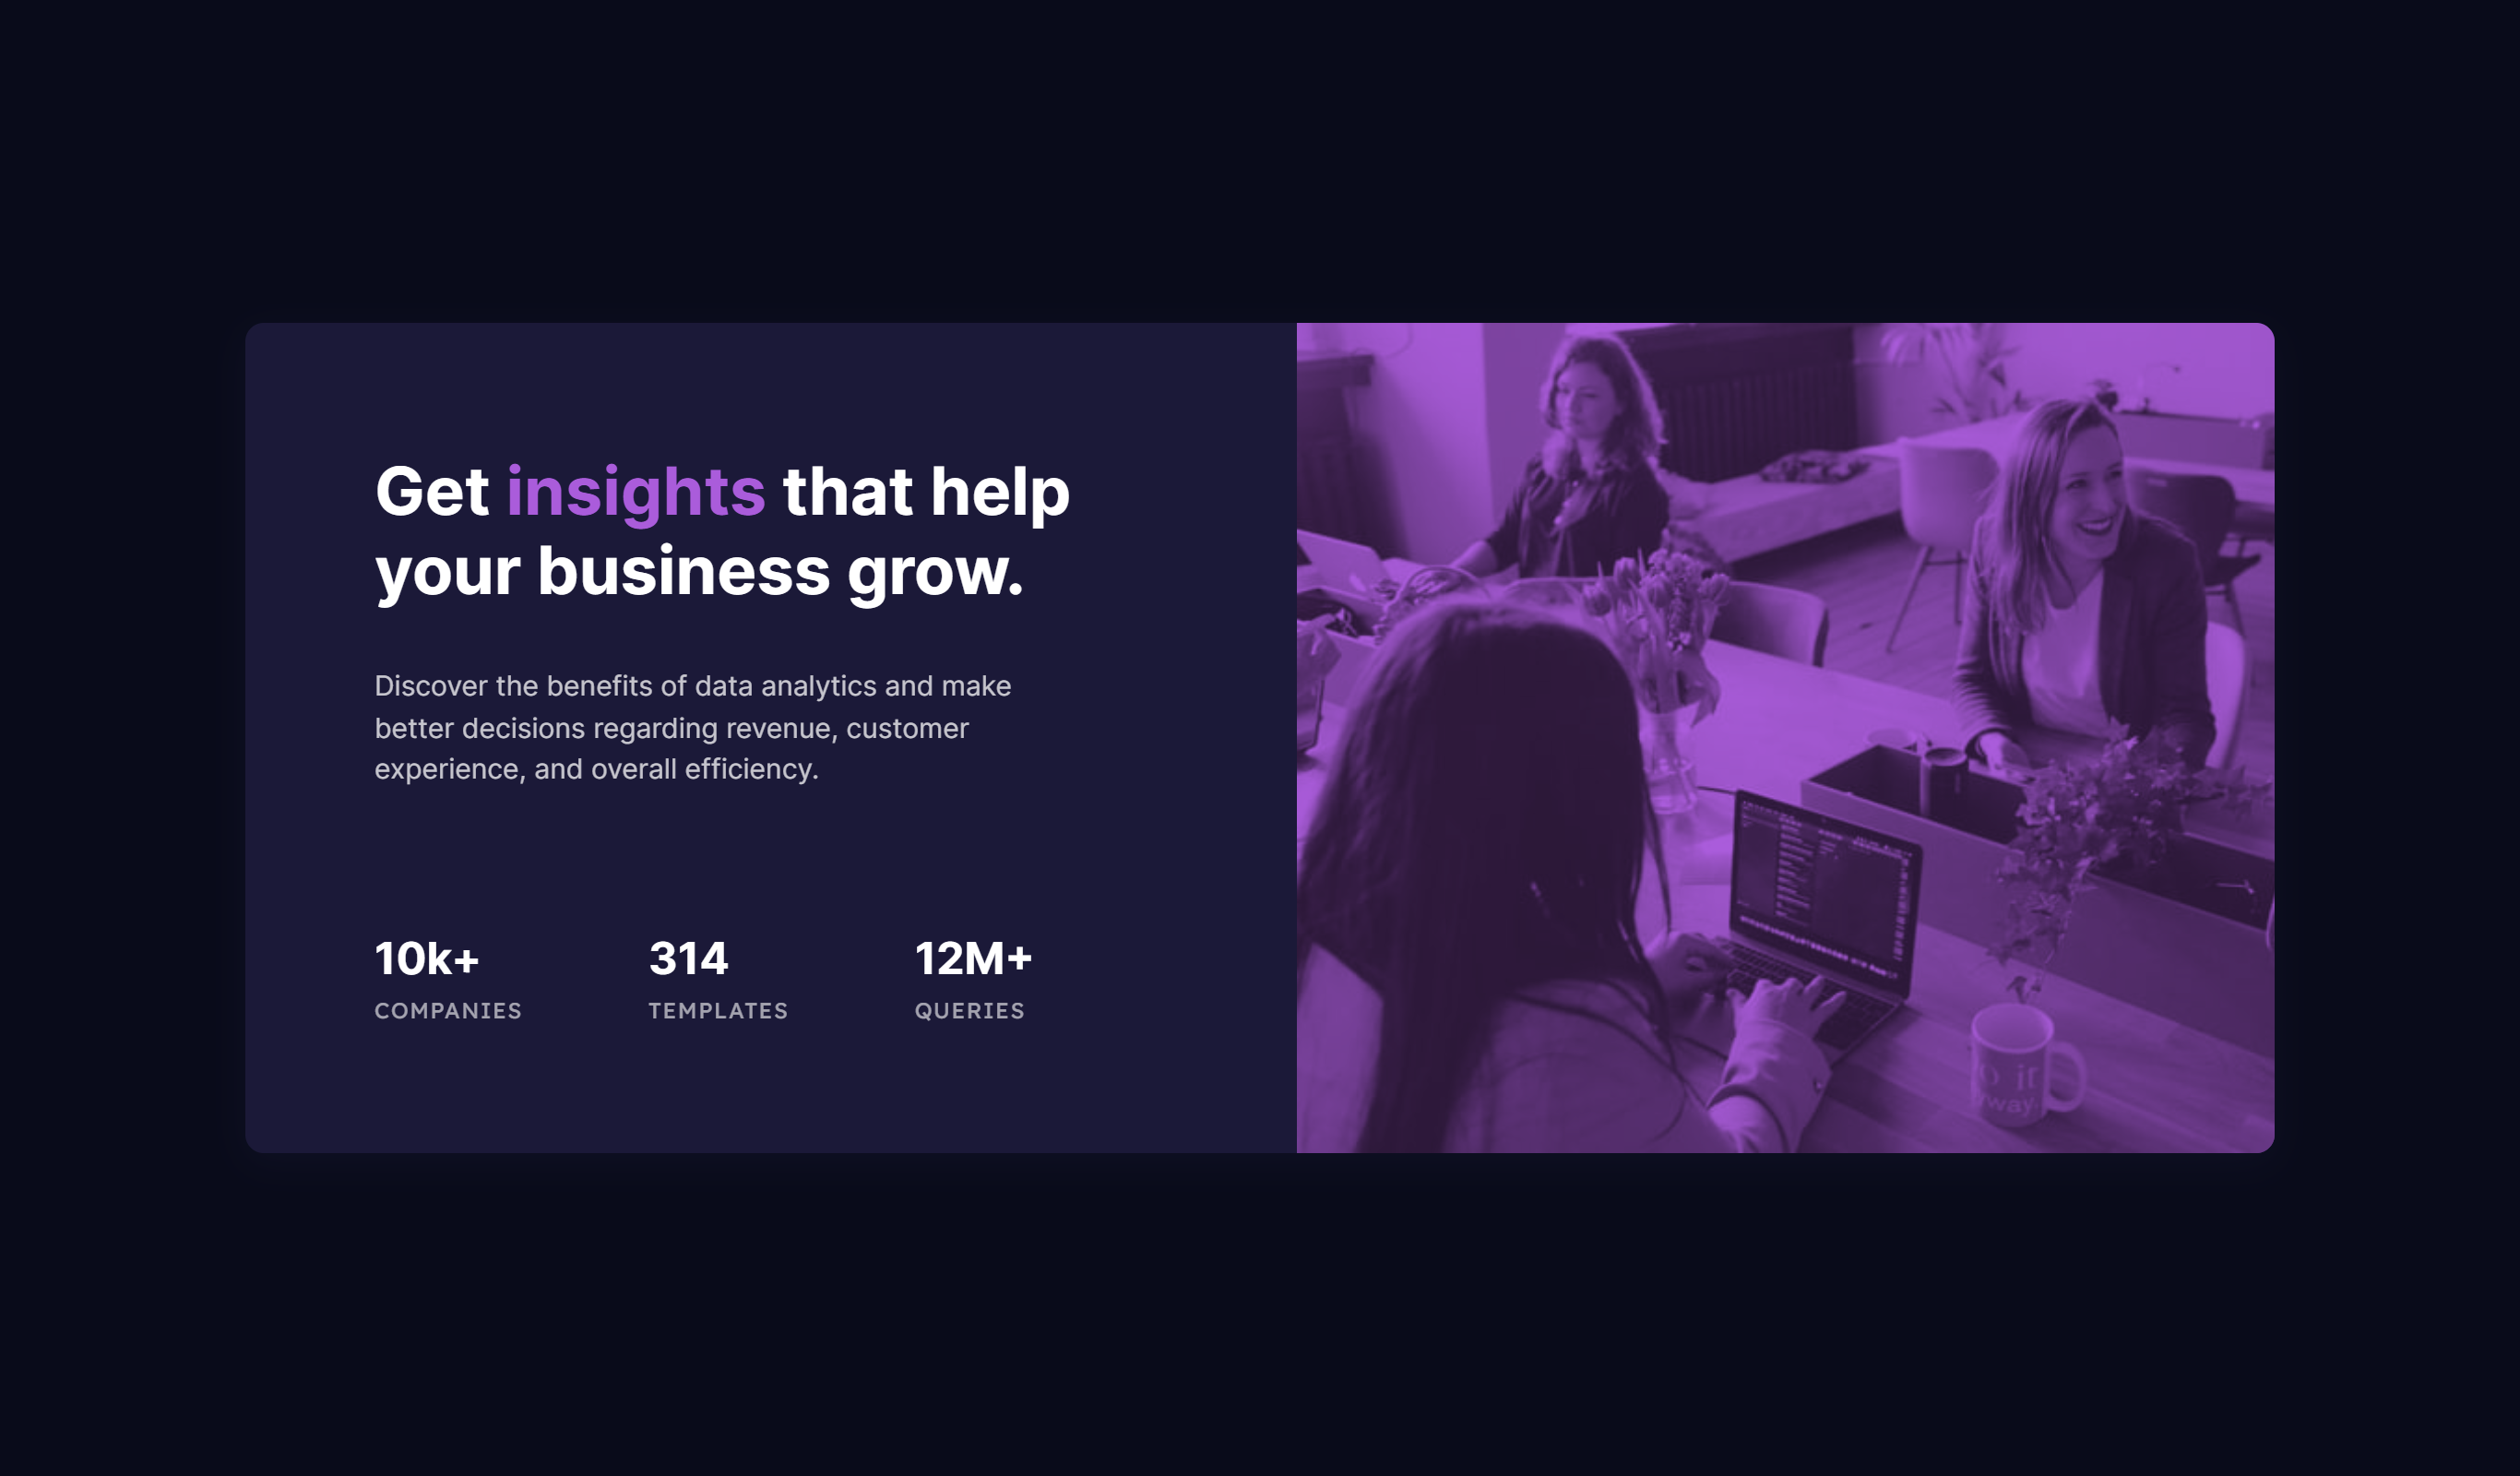 Get insights that help
your business grow.
Discover the benefits of data analytics and make
better decisions regarding revenue, customer
experience, and overall efficiency.
10k+ 314 12M+
COMPANIES TEMPLATES QUERIES